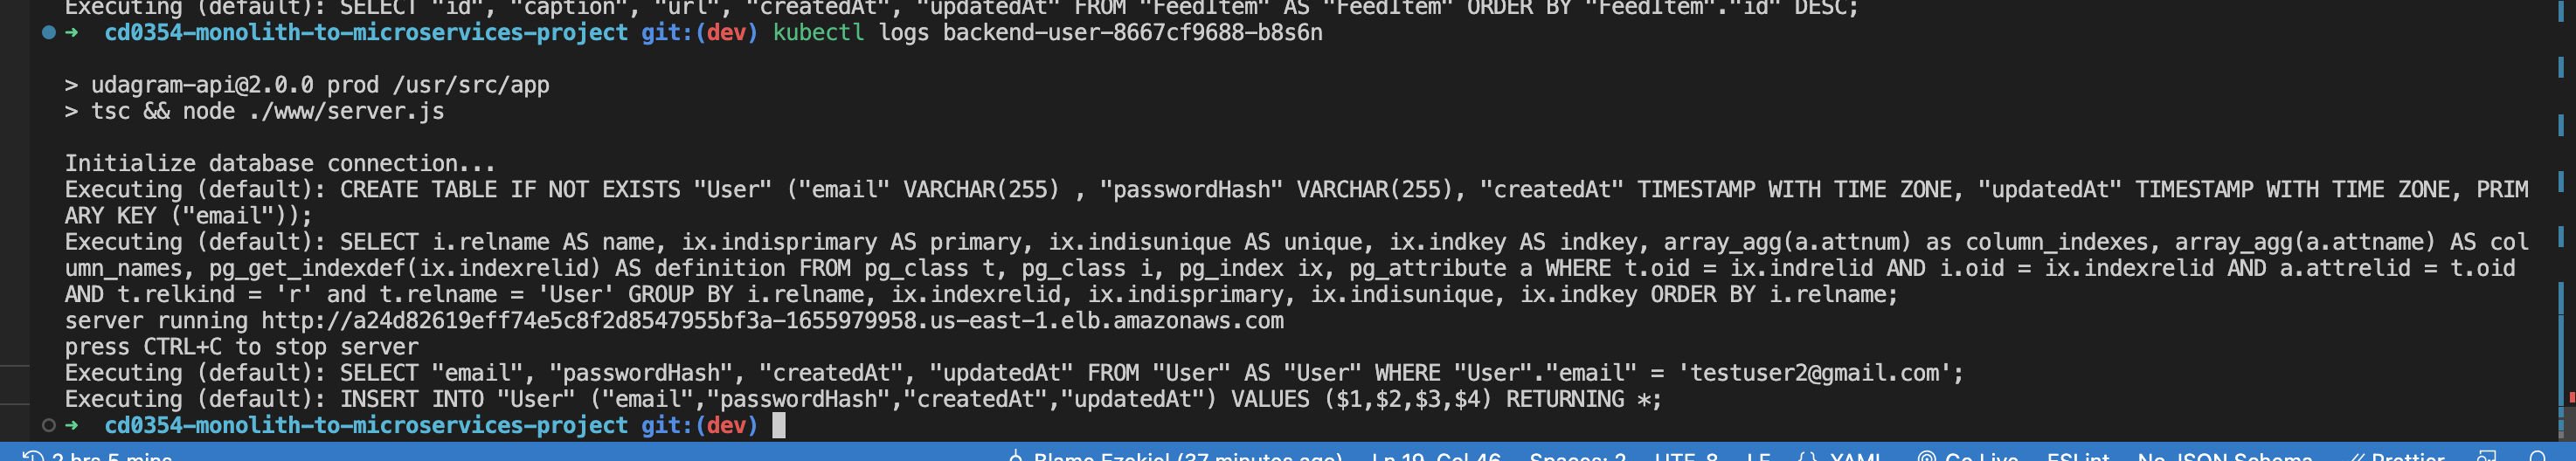 Executing (default): SELECT "id", "caption", "url", "createdAt", "updatedAt" FROM "FeedItem" AS "FeedItem" ORDER BY "FeedItem"."id" DESC;
➜ cd0354-monolith-to-microservices-project git:(dev) kubectl logs backend-user-8667cf9688-b8s6n
> udagram-api@2.0.0 prod /usr/src/app
> tsc && node ./www/server.js
Initialize database connection...
Executing (default): CREATE TABLE IF NOT EXISTS "User" ("email" VARCHAR(255) , "passwordHash" VARCHAR(255), "createdAt" TIMESTAMP WITH TIME ZONE, "updatedAt" TIMESTAMP WITH TIME ZONE, PRIM
ARY KEY ("email"));
Executing (default): SELECT i.relname AS name, ix.indisprimary AS primary, ix.indisunique AS unique, ix.indkey AS indkey, array_agg(a.attnum) as column_indexes, array_agg(a.attname) AS col
umn_names, pg_get_indexdef(ix.indexrelid) AS definition FROM pg_class t, pg_class i, pg_index ix, pg_attribute a WHERE t.oid = ix.indrelid AND i.oid = ix.indexrelid AND a.attrelid = t.oid
AND t.relkind = 'r' and t.relname = 'User' GROUP BY i.relname, ix.indexrelid, ix.indisprimary, ix.indisunique, ix.indkey ORDER BY i.relname;
server running http://a24d82619eff74e5c8f2d8547955bf3a-1655979958.us-east-1.elb.amazonaws.com
press CTRL+C to stop server
Executing (default): SELECT "email", "passwordHash", "createdAt", "updatedAt" FROM "User" AS "User" WHERE "User"."email" = 'testuser2@gmail.com';
Executing (default): INSERT INTO "User" ("email","passwordHash","createdAt","updatedAt") VALUES ($1,$2,$3,$4) RETURNING *;
➜ cd0354-monolith-to-microservices-project git:(dev)
2 hrs 5 mins Blame Ezekiel (37 minutes ago) Ln 19, Col 46 Spaces: 2 UTF-8 LF {} YAML Go Live ESLint No JSON Schema Prettier